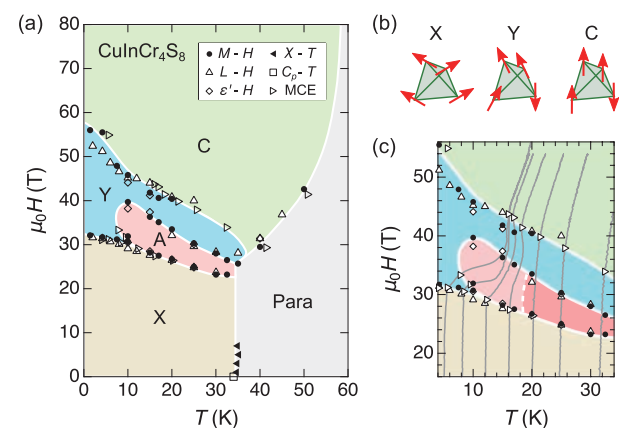 (a)
CuInCr₄S₈
M - H
χ - T
L - H
Cₚ - T
ε' - H
MCE
C
Y
A
X
Para
μ₀H (T)
80
70
60
50
40
30
20
10
0
0 10 20 30 40 50 60
T (K)
(b)
X Y C
(c)
μ₀H (T)
50
40
30
20
10 20 30
T (K)